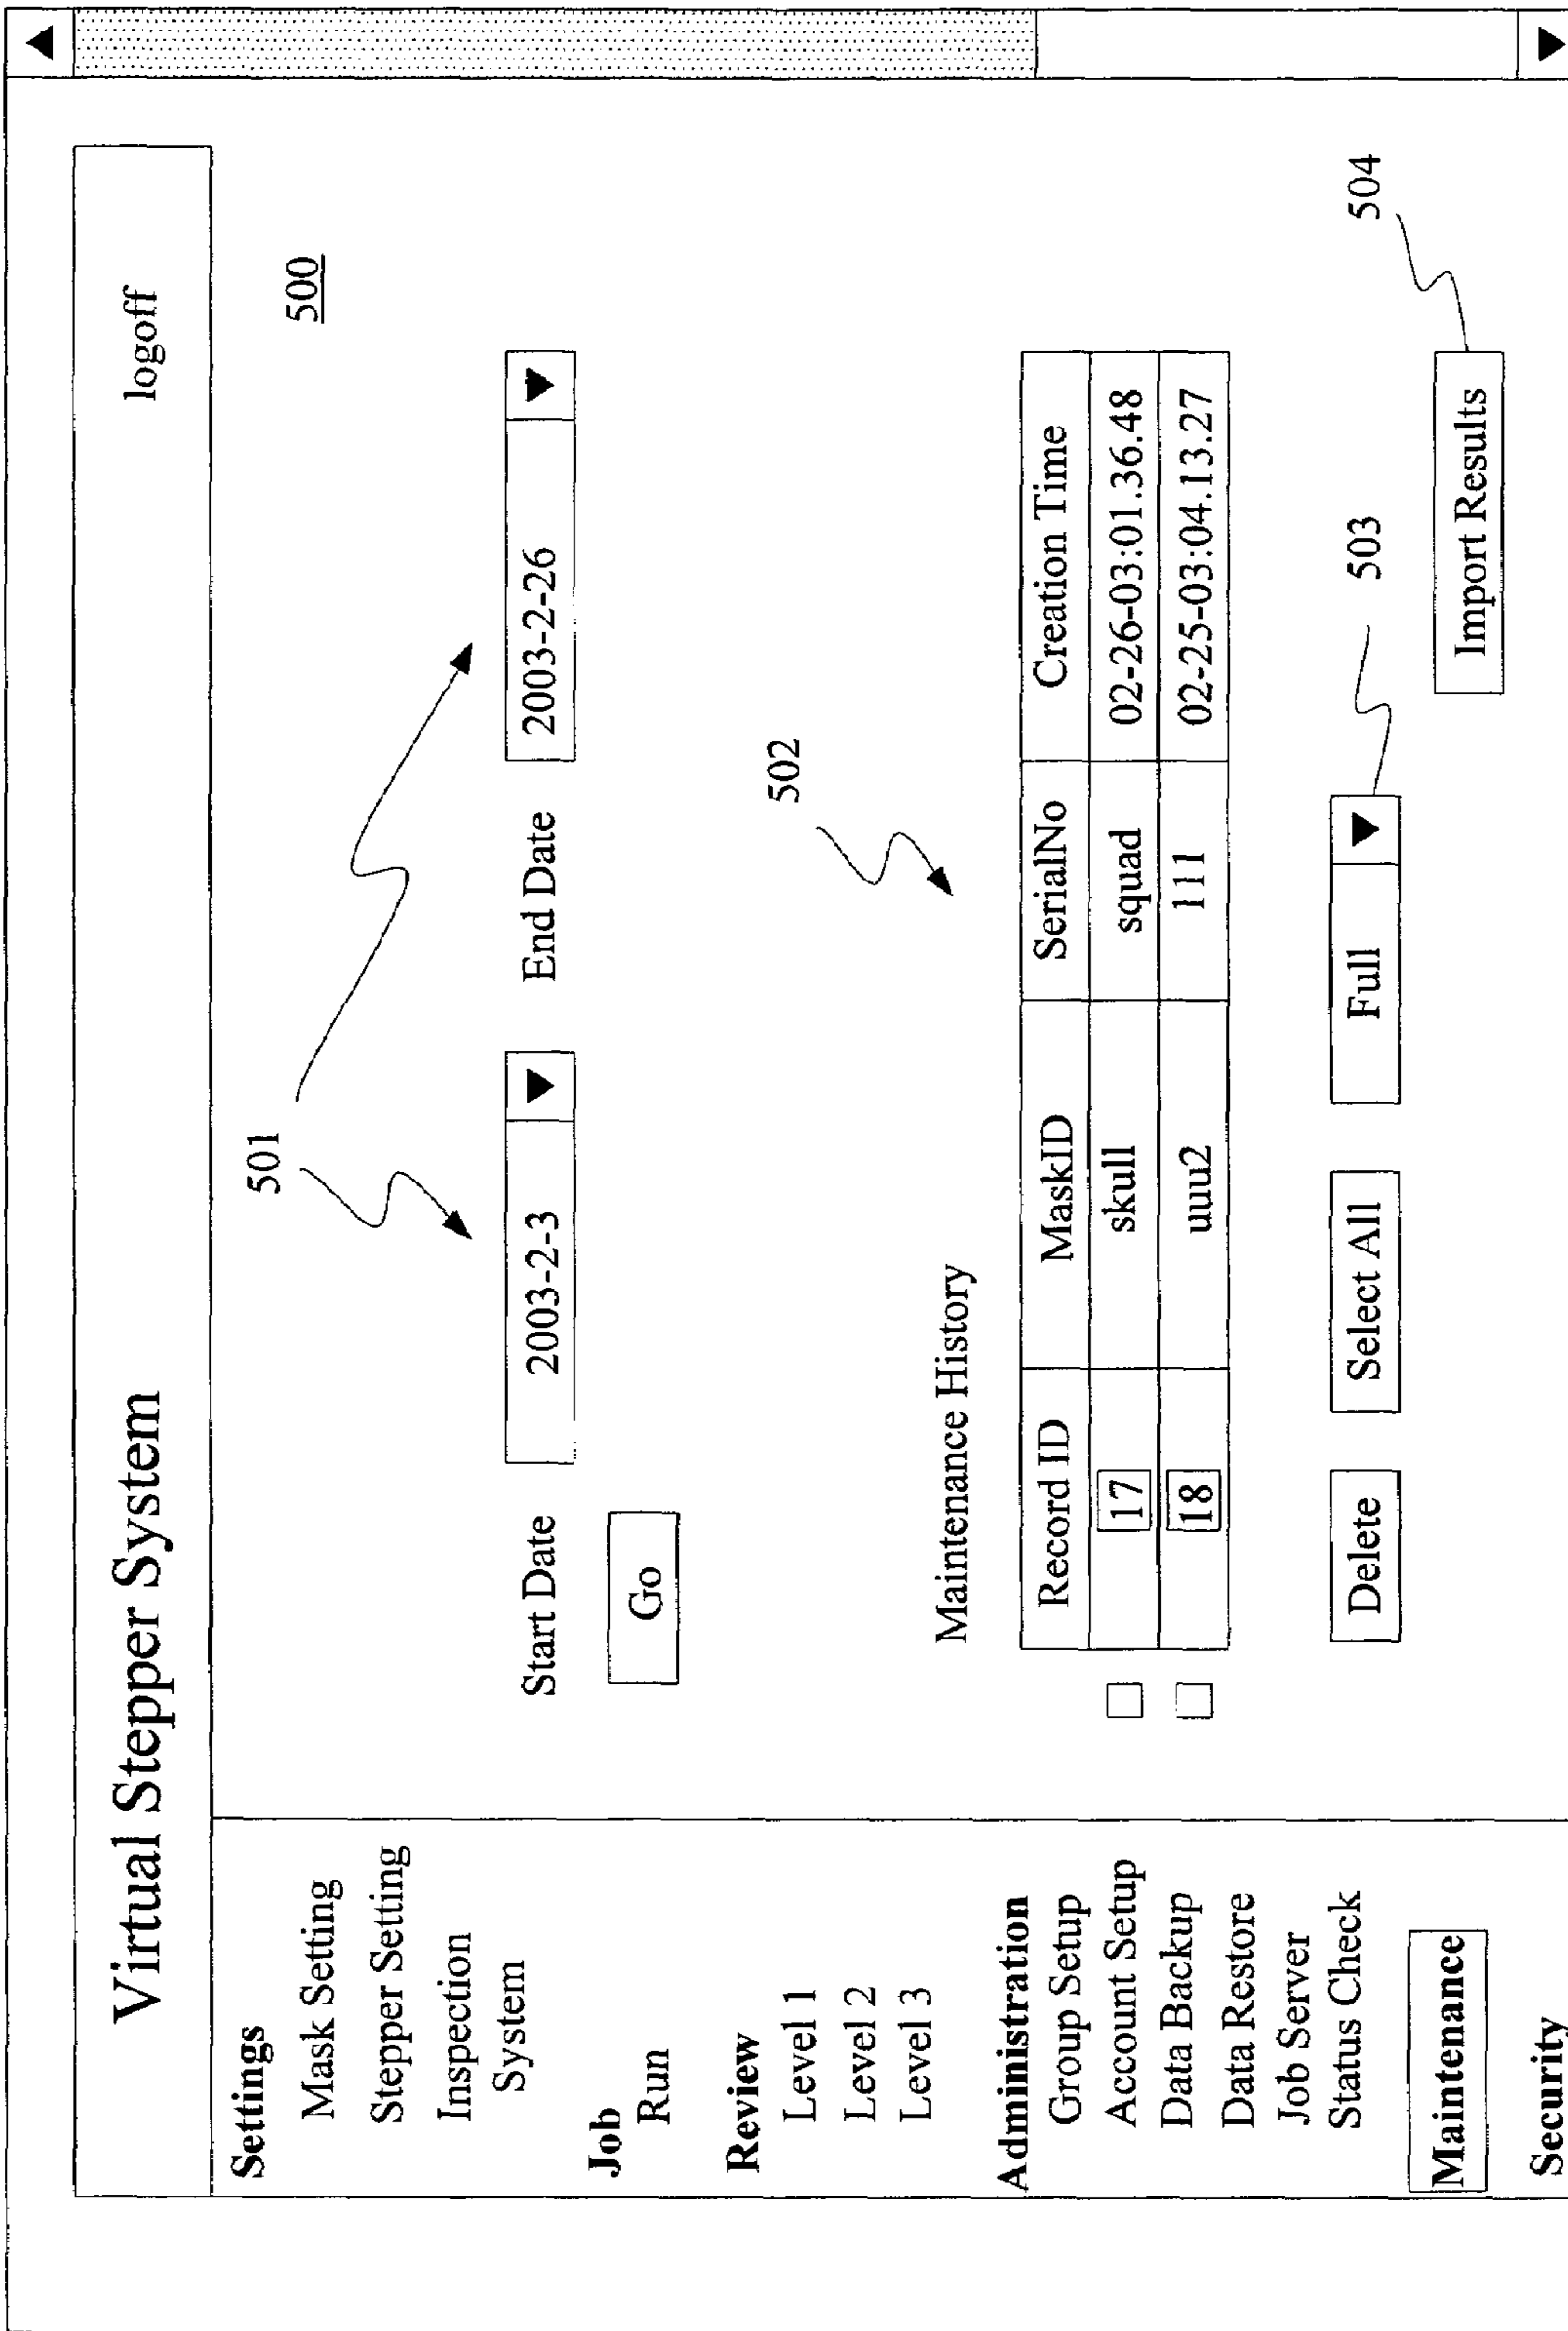 Virtual Stepper System
logoff
Settings
Mask Setting
Stepper Setting
Inspection
System
Job
Run
Review
Level 1
Level 2
Level 3
Administration
Group Setup
Account Setup
Data Backup
Data Restore
Job Server
Status Check
Maintenance
Security
500
501
Start Date 2003-2-3 End Date 2003-2-26
Go
502
Maintenance History
Record ID MaskID SerialNo Creation Time
17 skull squad 02-26-03:01.36.48
18 uuu2 111 02-25-03:04.13.27
Delete Select All Full 503
Import Results 504